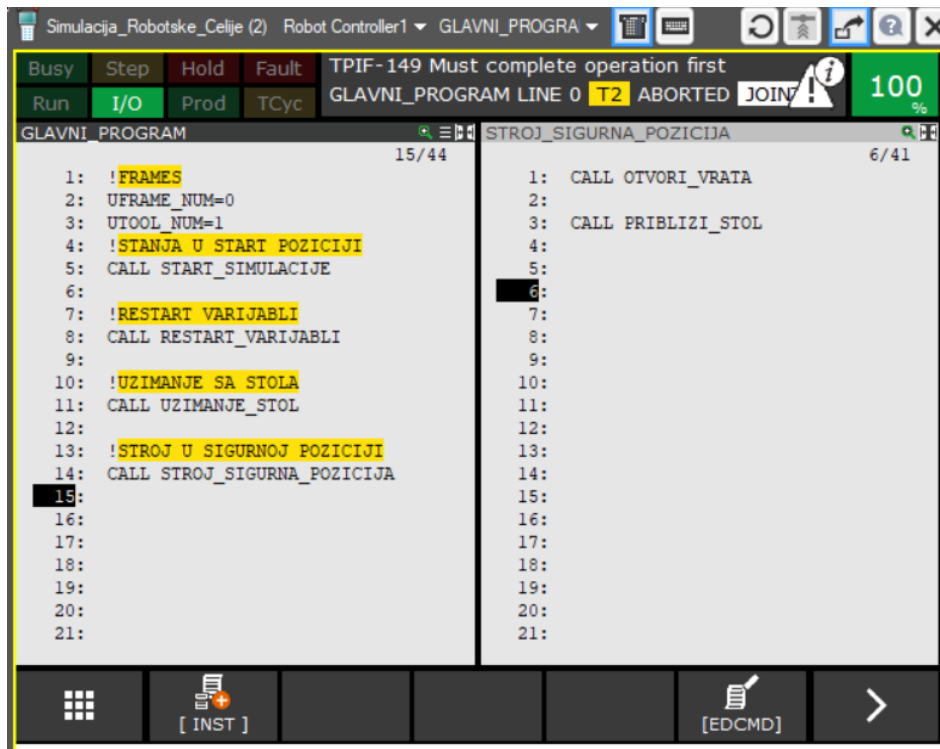 Simulacija_Robotske_Celije (2) Robot Controller1 GLAVNI_PROGRA
Busy Step Hold Fault
Run I/O Prod TCyc
TPIF-149 Must complete operation first
GLAVNI_PROGRAM LINE 0 T2 ABORTED JOINT
100
%
GLAVNI_PROGRAM
15/44
1: !FRAMES
2: UFRAME_NUM=0
3: UTOOL_NUM=1
4: !STANJA U START POZICIJI
5: CALL START_SIMULACIJE
6:
7: !RESTART VARIJABLI
8: CALL RESTART_VARIJABLI
9:
10: !UZIMANJE SA STOLA
11: CALL UZIMANJE_STOL
12:
13: !STROJ U SIGURNOJ POZICIJI
14: CALL STROJ_SIGURNA_POZICIJA
15:
16:
17:
18:
19:
20:
21:
STROJ_SIGURNA_POZICIJA
6/41
1: CALL OTVORI_VRATA
2:
3: CALL PRIBLIZI_STOL
4:
5:
6:
7:
8:
9:
10:
11:
12:
13:
14:
15:
16:
17:
18:
19:
20:
21:
[ INST ]
[EDCMD]